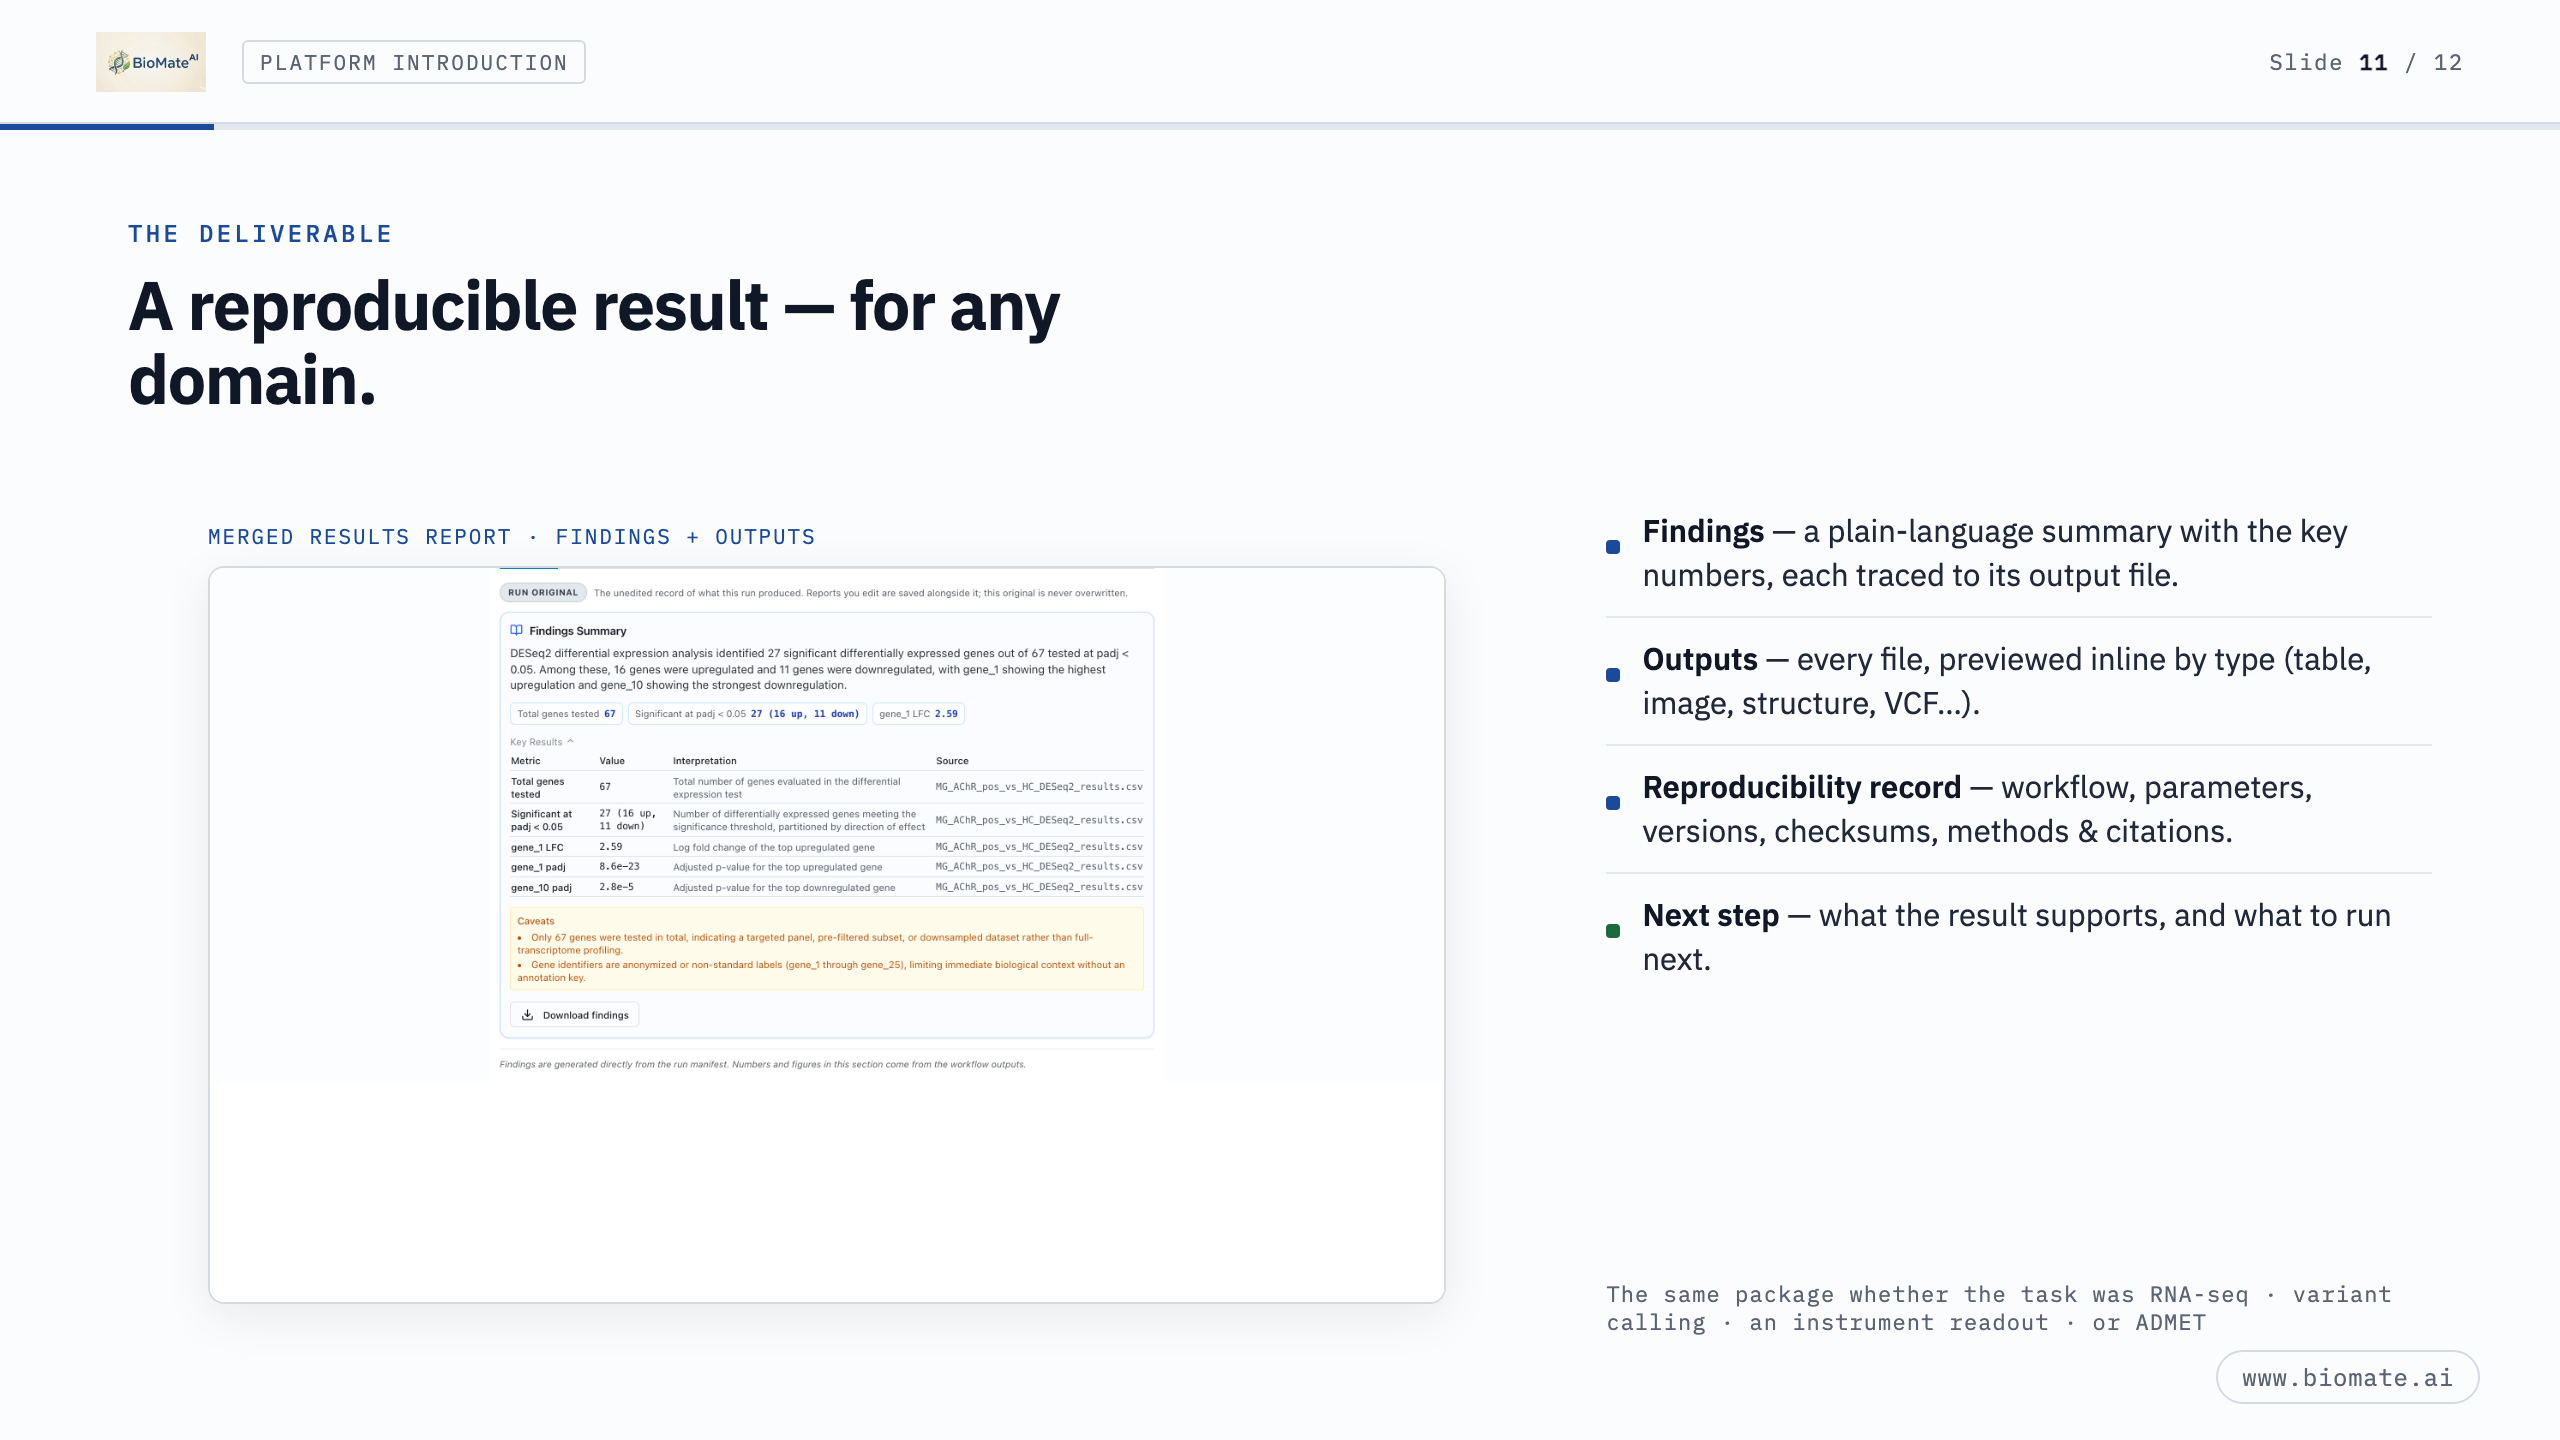 BioMate AI
PLATFORM INTRODUCTION
Slide 11 / 12
THE DELIVERABLE
A reproducible result — for any
domain.
MERGED RESULTS REPORT · FINDINGS + OUTPUTS
RUN ORIGINAL The unedited record of what this run produced. Reports you edit are saved alongside it; this original is never overwritten.
Findings Summary
DESeq2 differential expression analysis identified 27 significant differentially expressed genes out of 67 tested at padj <
0.05. Among these, 16 genes were upregulated and 11 genes were downregulated, with gene_1 showing the highest
upregulation and gene_10 showing the strongest downregulation.
Total genes tested 67 Significant at padj < 0.05 27 (16 up, 11 down) gene_1 LFC 2.59
Key Results
Metric Value Interpretation Source
Total genes
tested
67
Total number of genes evaluated in the differential
expression test
MG_AChR_pos_vs_HC_DESeq2_results.csv
Significant at
padj < 0.05
27 (16 up,
11 down)
Number of differentially expressed genes meeting the
significance threshold, partitioned by direction of effect
MG_AChR_pos_vs_HC_DESeq2_results.csv
gene_1 LFC 2.59 Log fold change of the top upregulated gene MG_AChR_pos_vs_HC_DESeq2_results.csv
gene_1 padj 8.6e-23 Adjusted p-value for the top upregulated gene MG_AChR_pos_vs_HC_DESeq2_results.csv
gene_10 padj 2.8e-5 Adjusted p-value for the top downregulated gene MG_AChR_pos_vs_HC_DESeq2_results.csv
Caveats
• Only 67 genes were tested in total, indicating a targeted panel, pre-filtered subset, or downsampled dataset rather than full-
transcriptome profiling.
• Gene identifiers are anonymized or non-standard labels (gene_1 through gene_25), limiting immediate biological context without an
annotation key.
Download findings
Findings are generated directly from the run manifest. Numbers and figures in this section come from the workflow outputs.
Findings — a plain-language summary with the key
numbers, each traced to its output file.
Outputs — every file, previewed inline by type (table,
image, structure, VCF...).
Reproducibility record — workflow, parameters,
versions, checksums, methods & citations.
Next step — what the result supports, and what to run
next.
The same package whether the task was RNA-seq · variant
calling · an instrument readout · or ADMET
www.biomate.ai